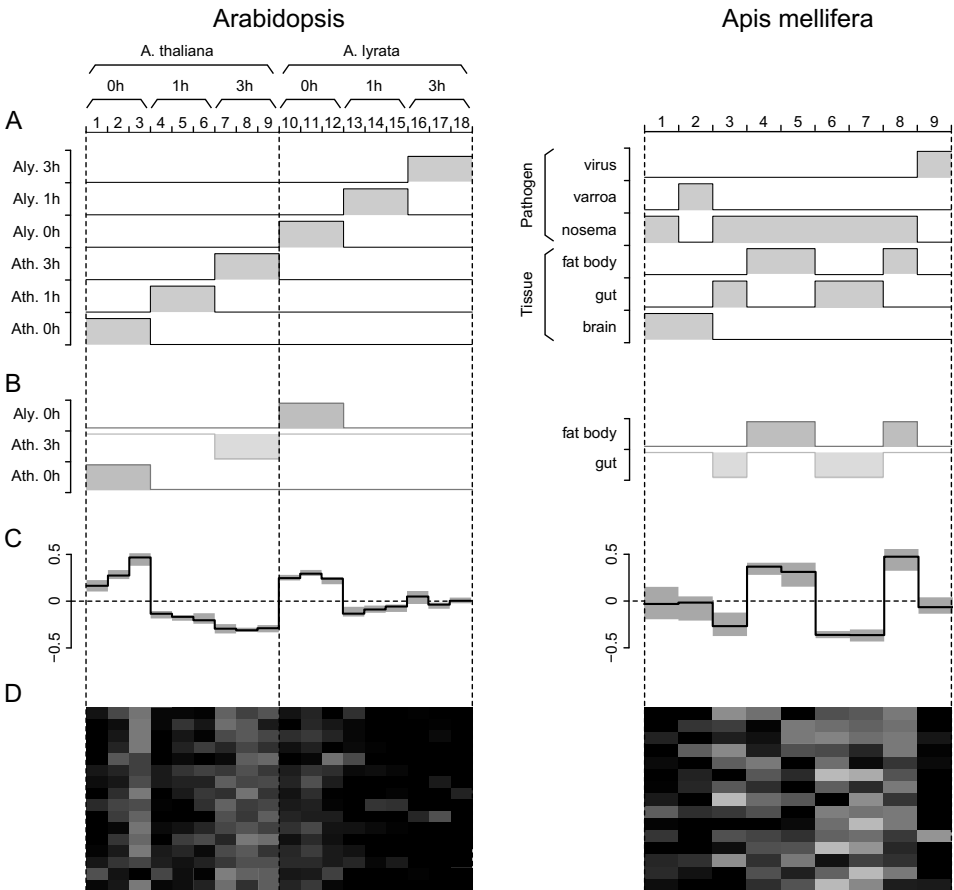 Arabidopsis Apis mellifera
A. thaliana A. lyrata
0h 1h 3h 0h 1h 3h
A
1 2 3 4 5 6 7 8 9 10 11 12 13 14 15 16 17 18
1 2 3 4 5 6 7 8 9
Aly. 3h
Aly. 1h
Aly. 0h
Ath. 3h
Ath. 1h
Ath. 0h
Pathogen
virus
varroa
nosema
Tissue
fat body
gut
brain
B
Aly. 0h
Ath. 3h
Ath. 0h
fat body
gut
C
0.5
0
−0.5
0.5
0
−0.5
D